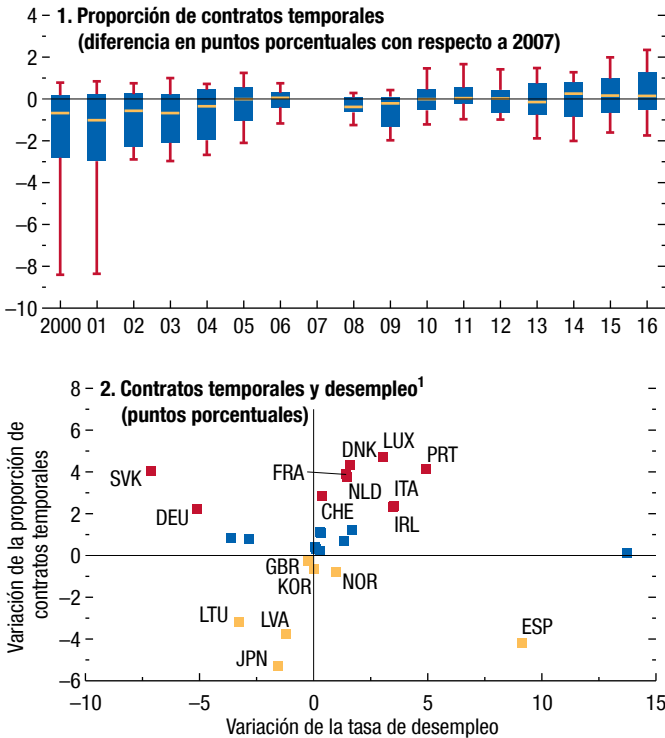 1. Proporción de contratos temporales
(diferencia en puntos porcentuales con respecto a 2007)
4
2
0
–2
–4
–6
–8
–10
2000 01 02 03 04 05 06 07 08 09 10 11 12 13 14 15 16
2. Contratos temporales y desempleo¹
(puntos porcentuales)
Variación de la proporción de
contratos temporales
8
6
4
2
0
–2
–4
–6
SVK
DEU
FRA
DNK
LUX
PRT
NLD
ITA
CHE
IRL
GBR
KOR
NOR
LTU
LVA
JPN
ESP
–10 –5 0 5 10 15
Variación de la tasa de desempleo